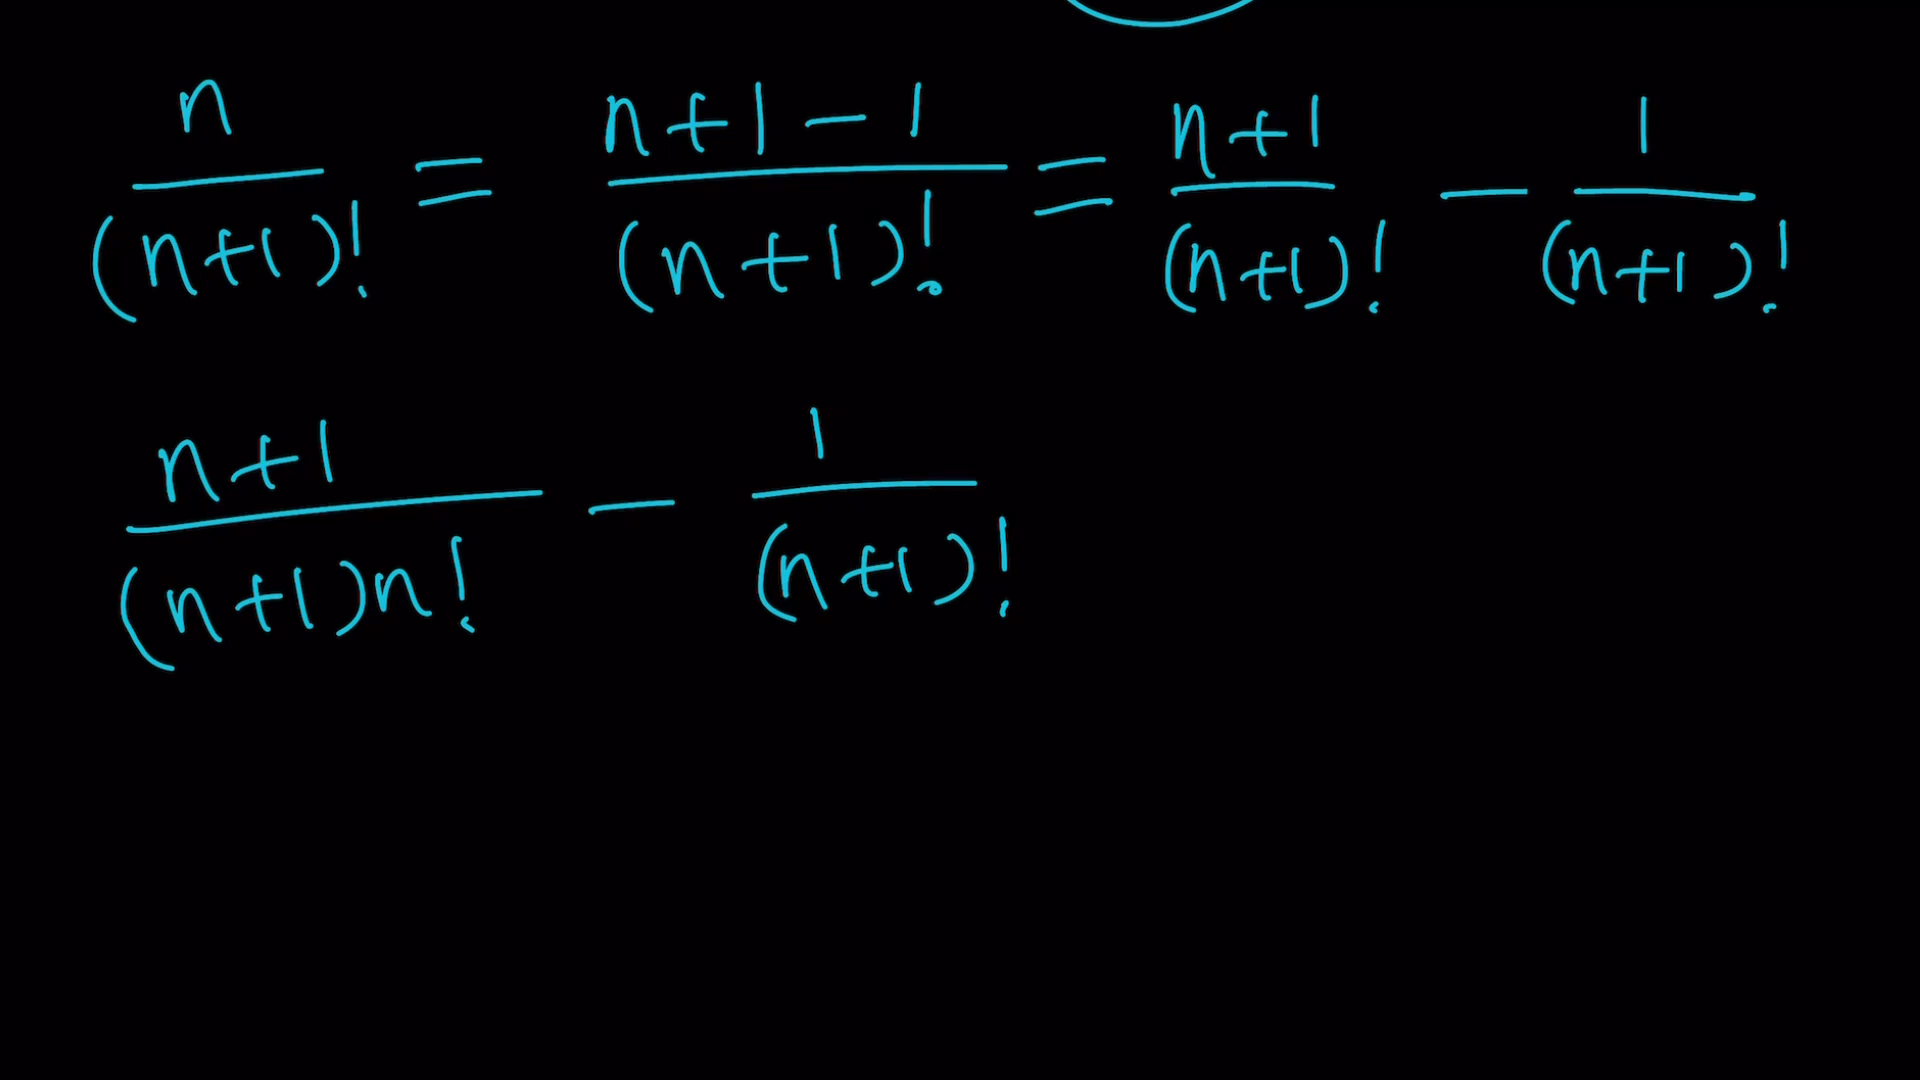 n/(n+1)! = (n+1-1)/(n+1)! = (n+1)/(n+1)! - 1/(n+1)!
(n+1)/((n+1)n!) - 1/(n+1)!